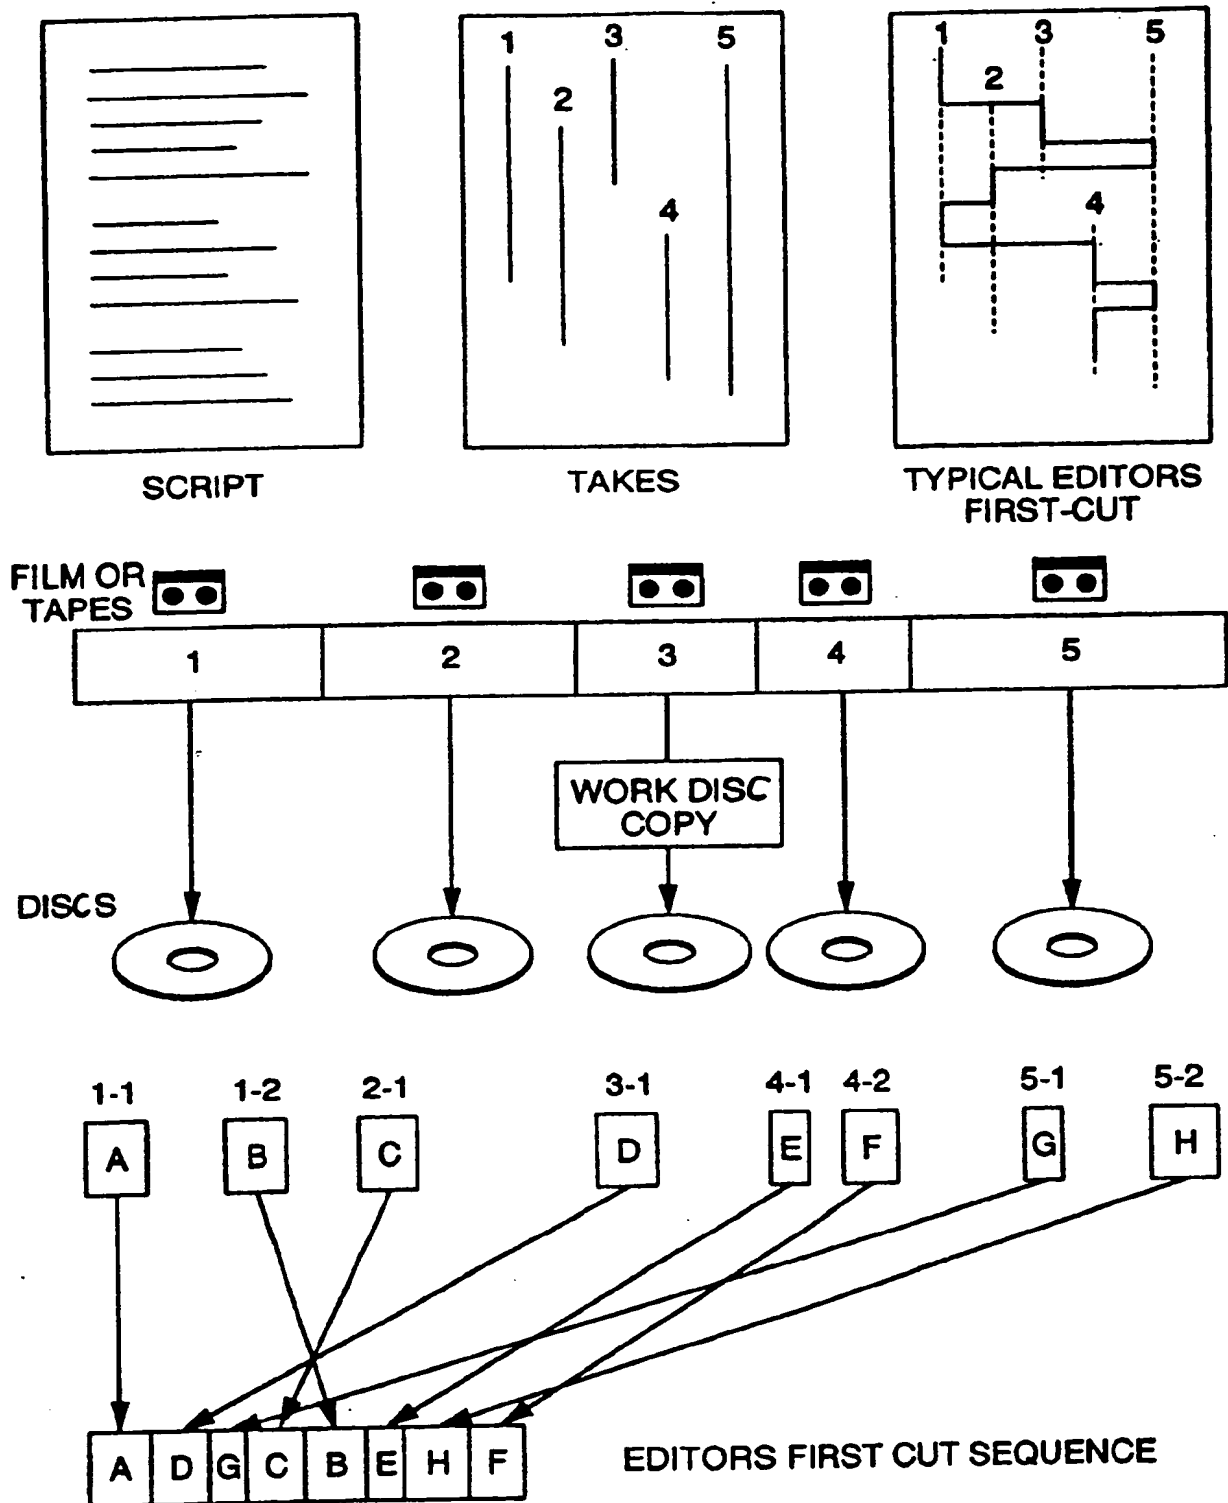 1 3 5
2
4
1 3 5
2
4
SCRIPT
TAKES
TYPICAL EDITORS
FIRST-CUT
FILM OR
TAPES
1 2 3 4 5
WORK DISC
COPY
DISCS
1-1 1-2 2-1 3-1 4-1 4-2 5-1 5-2
A B C D E F G H
A D G C B E H F
EDITORS FIRST CUT SEQUENCE